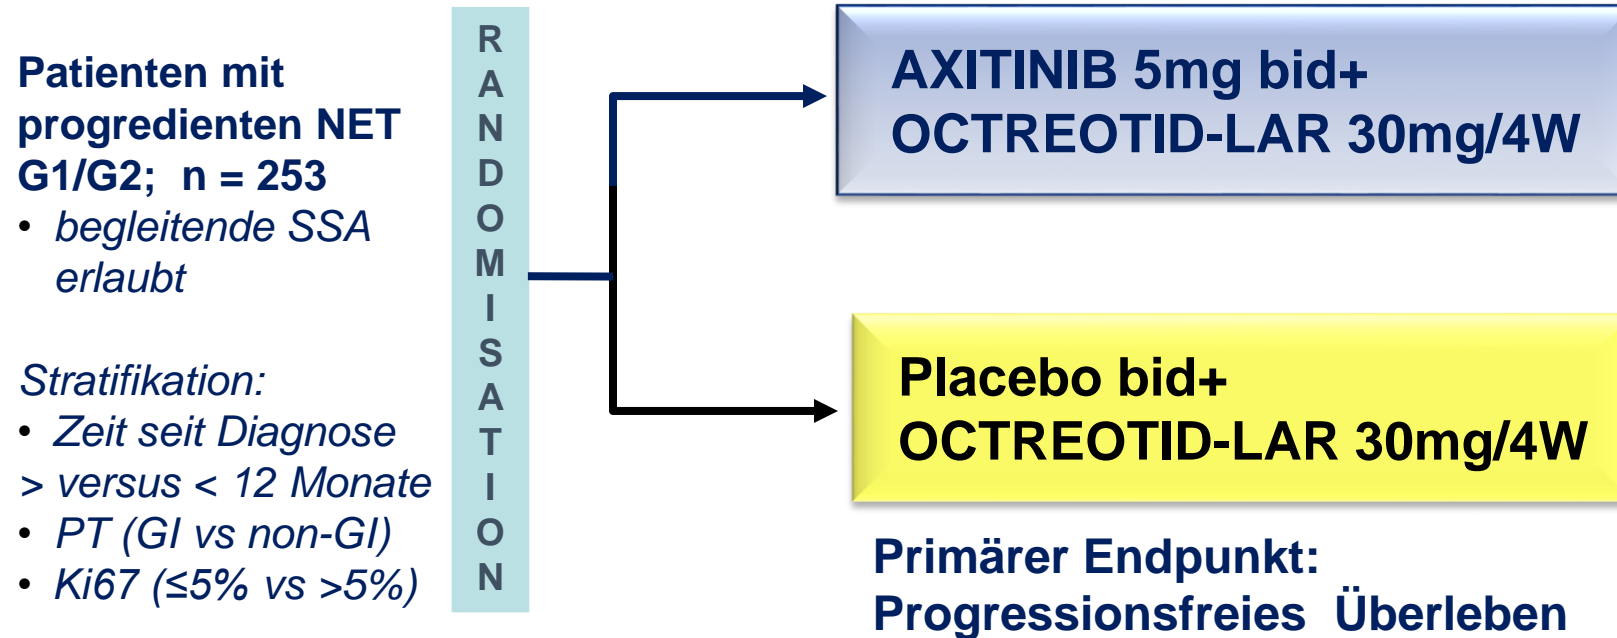 Patienten mit
progredienten NET
G1/G2; n = 253
• begleitende SSA
erlaubt
Stratifikation:
• Zeit seit Diagnose
> versus < 12 Monate
• PT (GI vs non-GI)
• Ki67 (≤5% vs >5%)
R
A
N
D
O
M
I
S
A
T
I
O
N
AXITINIB 5mg bid+
OCTREOTID-LAR 30mg/4W
Placebo bid+
OCTREOTID-LAR 30mg/4W
Primärer Endpunkt:
Progressionsfreies Überleben